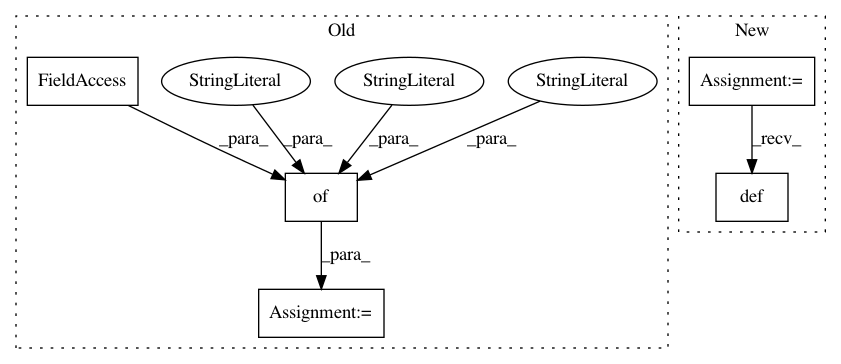 Old
New
FieldAccess
StringLiteral
StringLiteral
StringLiteral
Assignment:=
_para_
_para_
_para_
_para_
_recv_
of
def
_para_
Assignment:=